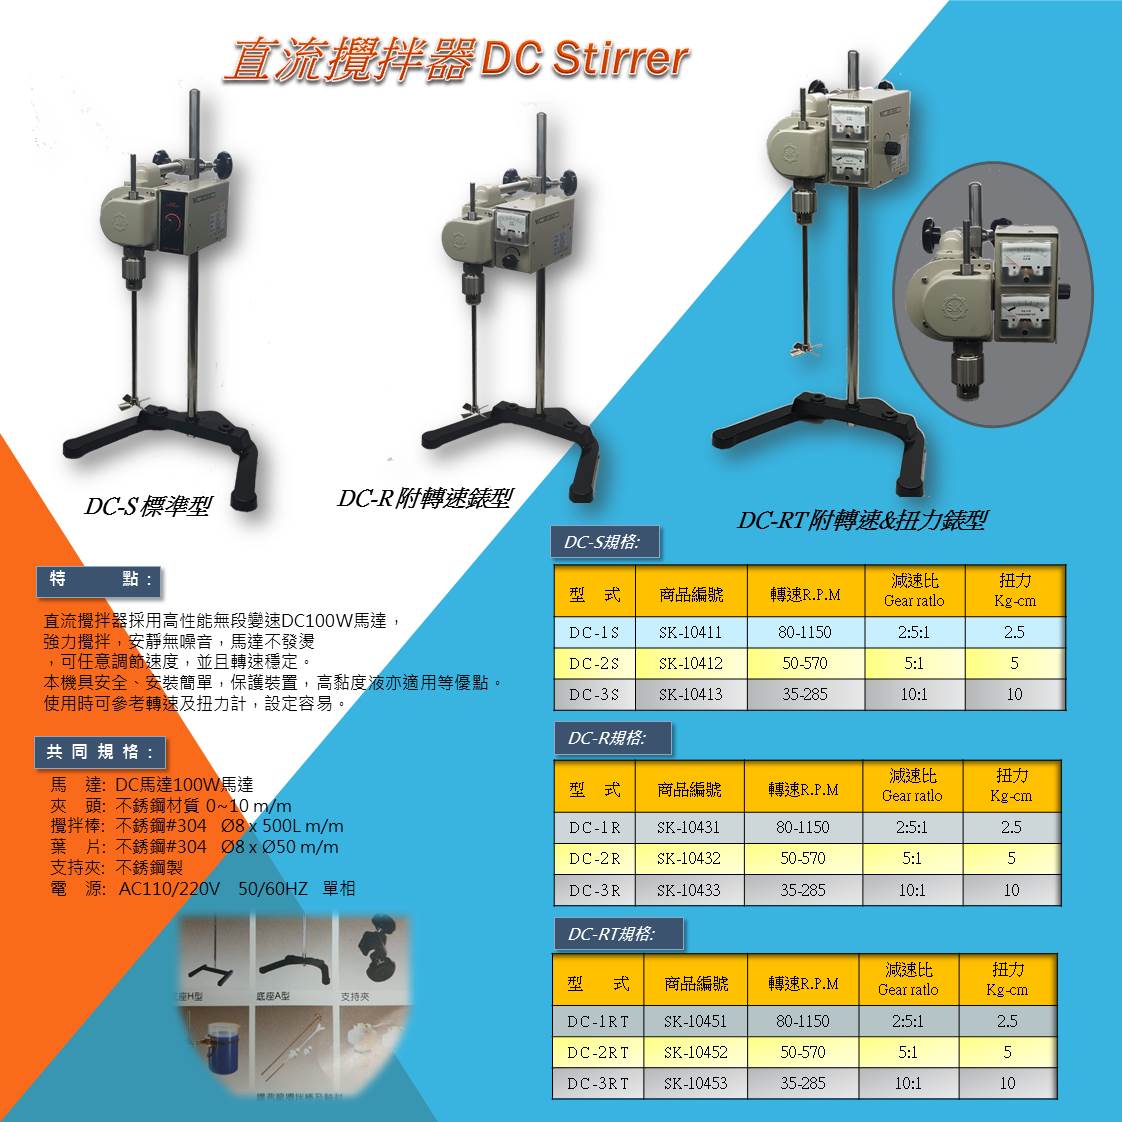 直流攪拌器 DC Stirrer
DC-S 標準型
DC-R 附轉速錶型
DC-RT 附轉速&扭力錶型
SK
特 點：
直流攪拌器採用高性能無段變速DC100W馬達，
強力攪拌，安靜無噪音，馬達不發燙
，可任意調節速度，並且轉速穩定。
本機具安全、安裝簡單，保護裝置，高黏度液亦適用等優點。
使用時可參考轉速及扭力計，設定容易。
共 同 規 格：
馬 達: DC馬達100W馬達
夾 頭: 不銹鋼材質 0~10 m/m
攪拌棒: 不銹鋼#304 Ø8 x 500L m/m
葉 片: 不銹鋼#304 Ø8 x Ø50 m/m
支持夾: 不銹鋼製
電 源: AC110/220V 50/60HZ 單相
座H型 底座A型 支持夾
DC-S規格:
型 式 商品編號 轉速R.P.M 減速比 Gear ratlo 扭力 Kg-cm
DC-1S SK-10411 80-1150 2:5:1 2.5
DC-2S SK-10412 50-570 5:1 5
DC-3S SK-10413 35-285 10:1 10
DC-R規格:
型 式 商品編號 轉速R.P.M 減速比 Gear ratlo 扭力 Kg-cm
DC-1R SK-10431 80-1150 2:5:1 2.5
DC-2R SK-10432 50-570 5:1 5
DC-3R SK-10433 35-285 10:1 10
DC-RT規格:
型 式 商品編號 轉速R.P.M 減速比 Gear ratlo 扭力 Kg-cm
DC-1RT SK-10451 80-1150 2:5:1 2.5
DC-2RT SK-10452 50-570 5:1 5
DC-3RT SK-10453 35-285 10:1 10